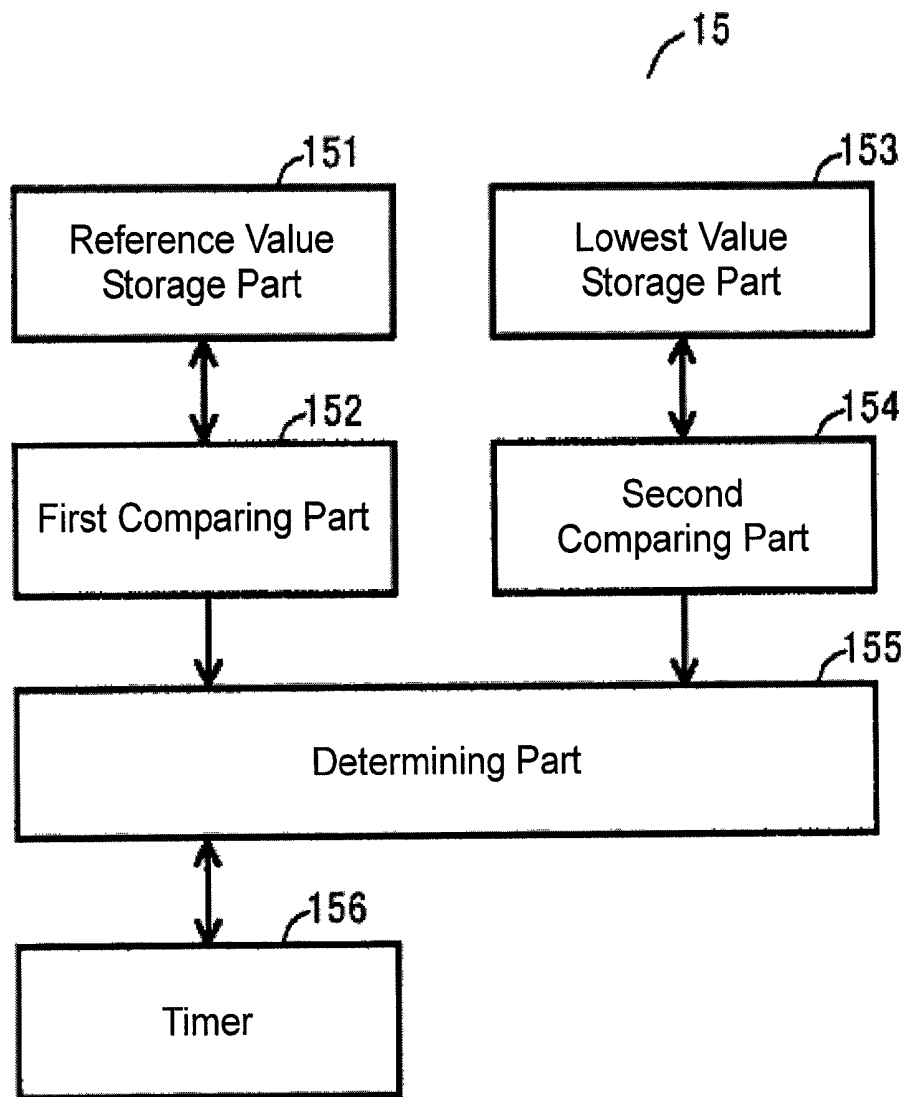 15
151
153
Reference Value
Storage Part
Lowest Value
Storage Part
152
154
First Comparing Part
Second
Comparing Part
155
Determining Part
156
Timer